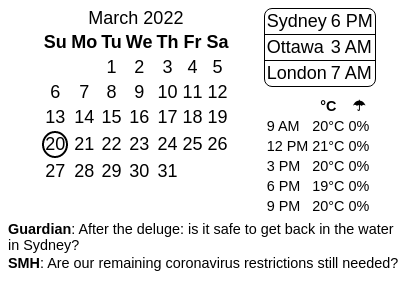 March 2022
Su Mo Tu We Th Fr Sa
1 2 3 4 5
6 7 8 9 10 11 12
13 14 15 16 17 18 19
20 21 22 23 24 25 26
27 28 29 30 31
Sydney 6 PM
Ottawa 3 AM
London 7 AM
°C ☂
9 AM 20°C 0%
12 PM 21°C 0%
3 PM 20°C 0%
6 PM 19°C 0%
9 PM 20°C 0%
Guardian: After the deluge: is it safe to get back in the water
in Sydney?
SMH: Are our remaining coronavirus restrictions still needed?